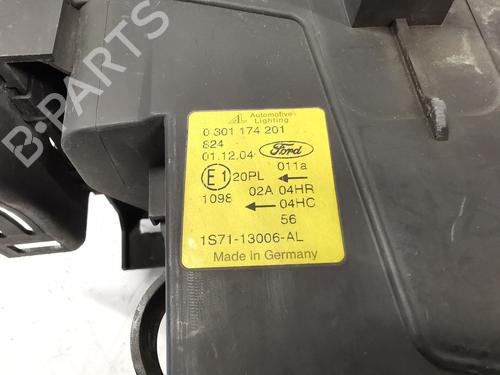 Automotive
Lighting
0 301 174 201
824
01.12.04 Ford
011a
E1 20PL
1098 02A 04HR
04HC
56
1S71-13006-AL
Made in Germany
B-PARTS